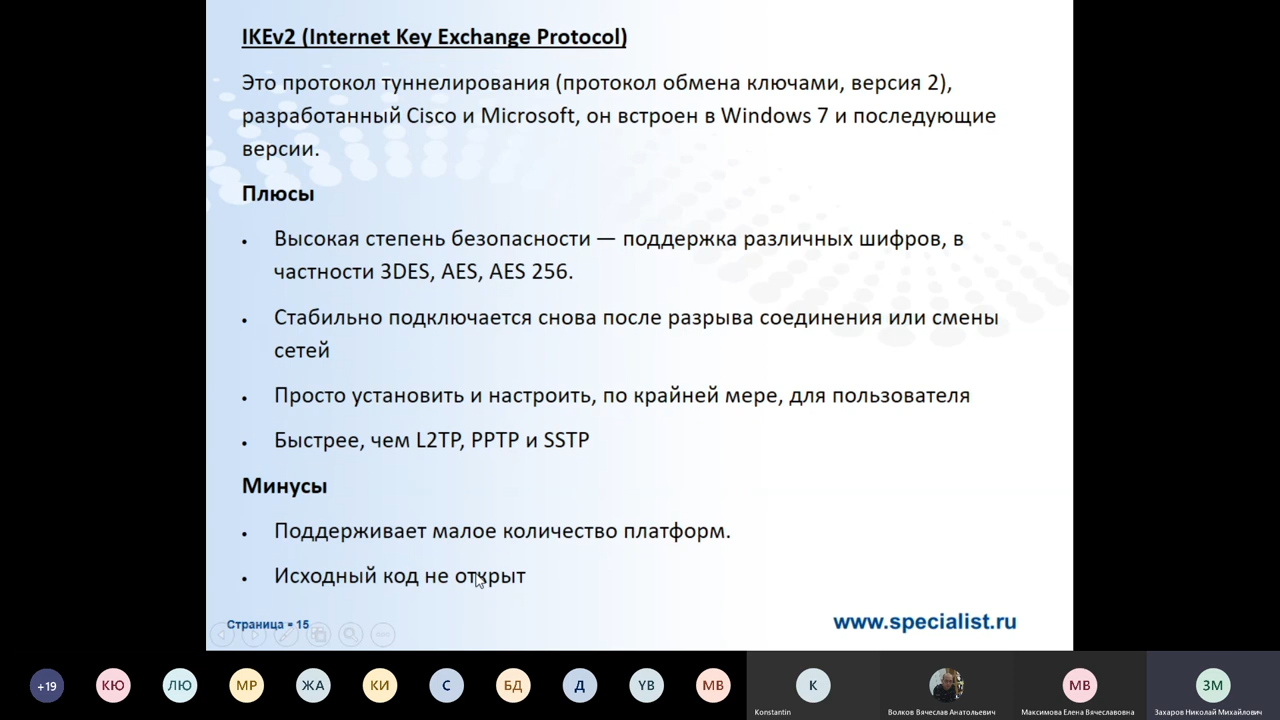 IKEv2 (Internet Key Exchange Protocol)
Это протокол туннелирования (протокол обмена ключами, версия 2),
разработанный Cisco и Microsoft, он встроен в Windows 7 и последующие
версии.
Плюсы
• Высокая степень безопасности — поддержка различных шифров, в
частности 3DES, AES, AES 256.
• Стабильно подключается снова после разрыва соединения или смены
сетей
• Просто установить и настроить, по крайней мере, для пользователя
• Быстрее, чем L2TP, PPTP и SSTP
Минусы
• Поддерживает малое количество платформ.
• Исходный код не открыт
Страница = 15
www.specialist.ru
+19 КЮ ЛЮ МР ЖА КИ С БД Д YB МВ К МВ ЗМ
Konstantin Волков Вячеслав Анатольевич Максимова Елена Вячеславовна Захаров Николай Михайлович